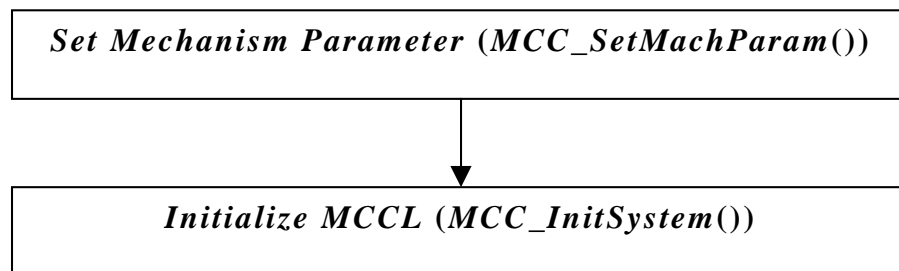 Set Mechanism Parameter (MCC_SetMachParam())
Initialize MCCL (MCC_InitSystem())